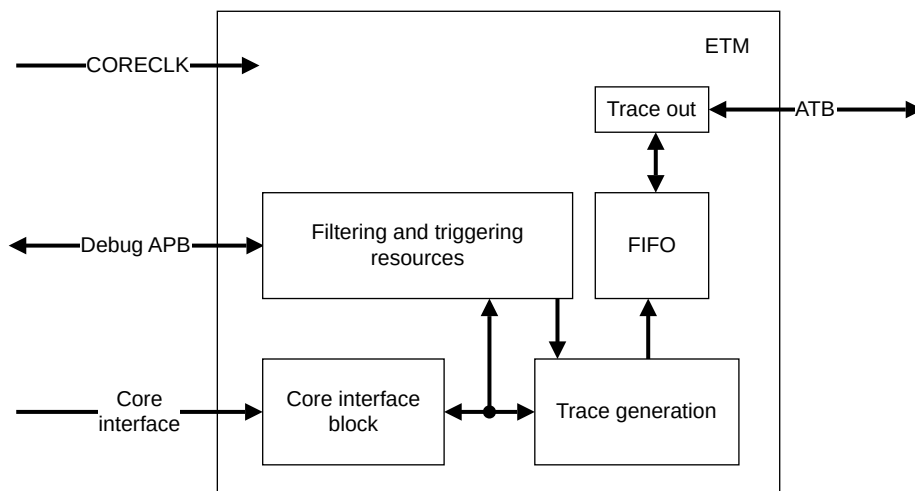 ETM
CORECLK
Trace out
ATB
Debug APB
Filtering and triggering
resources
FIFO
Core
interface
Core interface
block
Trace generation